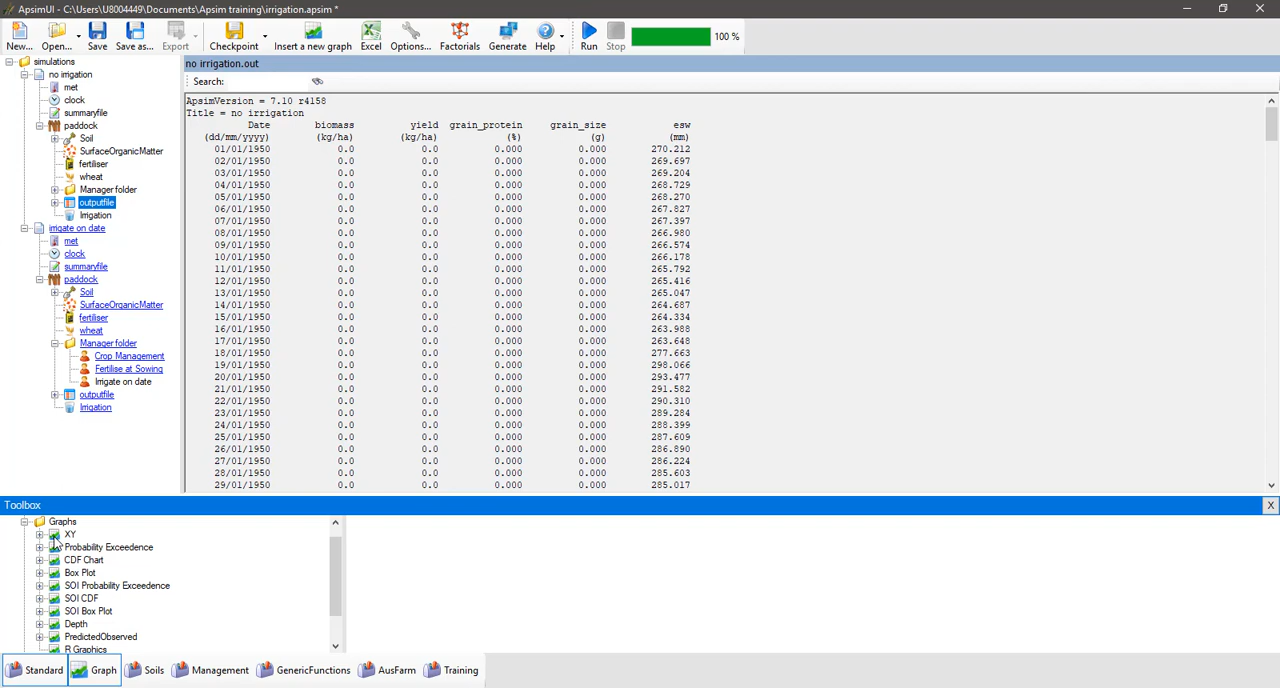 ApsimUI - C:\Users\U8004449\Documents\Apsim training\irrigation.apsim *
New... Open... Save Save as... Export Checkpoint Insert a new graph Excel Options... Factorials Generate Help Run Stop 100 %
simulations
no irigation
met
clock
summaryfile
paddock
Soil
SurfaceOrganicMatter
fertiliser
wheat
Manager folder
outputfile
Irrigation
irrigate on date
met
clock
summaryfile
paddock
Soil
SurfaceOrganicMatter
fertiliser
wheat
Manager folder
Crop Management
Fertilise at Sowing
Irrigate on date
outputfile
Irrigation
no irrigation.out
Search:
ApsimVersion = 7.10 r4158
Title = no irrigation
Date biomass yield grain_protein grain_size esw
(dd/mm/yyyy) (kg/ha) (kg/ha) (%) (g) (mm)
01/01/1950 0.0 0.0 0.000 0.000 270.212
02/01/1950 0.0 0.0 0.000 0.000 269.697
03/01/1950 0.0 0.0 0.000 0.000 269.204
04/01/1950 0.0 0.0 0.000 0.000 268.729
05/01/1950 0.0 0.0 0.000 0.000 268.270
06/01/1950 0.0 0.0 0.000 0.000 267.827
07/01/1950 0.0 0.0 0.000 0.000 267.397
08/01/1950 0.0 0.0 0.000 0.000 266.980
09/01/1950 0.0 0.0 0.000 0.000 266.574
10/01/1950 0.0 0.0 0.000 0.000 266.178
11/01/1950 0.0 0.0 0.000 0.000 265.792
12/01/1950 0.0 0.0 0.000 0.000 265.416
13/01/1950 0.0 0.0 0.000 0.000 265.047
14/01/1950 0.0 0.0 0.000 0.000 264.687
15/01/1950 0.0 0.0 0.000 0.000 264.334
16/01/1950 0.0 0.0 0.000 0.000 263.988
17/01/1950 0.0 0.0 0.000 0.000 263.648
18/01/1950 0.0 0.0 0.000 0.000 277.663
19/01/1950 0.0 0.0 0.000 0.000 298.066
20/01/1950 0.0 0.0 0.000 0.000 293.477
21/01/1950 0.0 0.0 0.000 0.000 291.582
22/01/1950 0.0 0.0 0.000 0.000 290.310
23/01/1950 0.0 0.0 0.000 0.000 289.284
24/01/1950 0.0 0.0 0.000 0.000 288.399
25/01/1950 0.0 0.0 0.000 0.000 287.609
26/01/1950 0.0 0.0 0.000 0.000 286.890
27/01/1950 0.0 0.0 0.000 0.000 286.224
28/01/1950 0.0 0.0 0.000 0.000 285.603
29/01/1950 0.0 0.0 0.000 0.000 285.017
Toolbox X
Graphs
XY
Probability Exceedence
CDF Chart
Box Plot
SOI Probability Exceedence
SOI CDF
SOI Box Plot
Depth
PredictedObserved
R Graphics
Standard Graph Soils Management GenericFunctions AusFarm Training